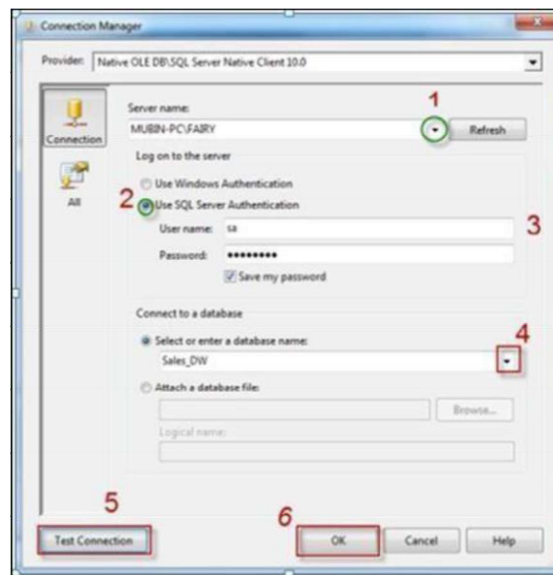 Connection Manager
Provider: Native OLE DB\SQL Server Native Client 10.0
Connection
All
Server name:
1
MUBIN-PC\FAIRY
Refresh
Log on to the server
Use Windows Authentication
2
Use SQL Server Authentication
User name: sa
3
Password: ••••••••
Save my password
Connect to a database
Select or enter a database name:
4
Sales_DW
Attach a database file:
Browse...
Logical name:
5
6
Test Connection
OK
Cancel
Help